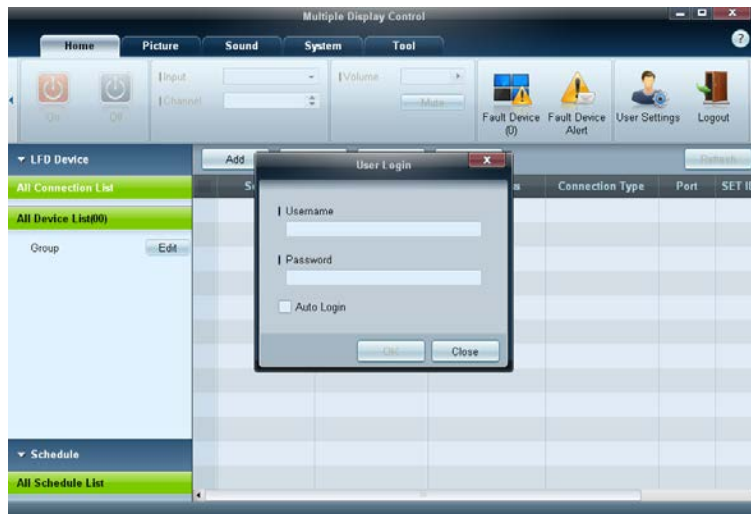 Multiple Display Control
Home Picture Sound System Tool
?
Input
Volume
Channel
Mute
On Off
Fault Device (0)
Fault Device Alert
User Settings
Logout
LFD Device
Add
Refresh
All Connection List
Connection Type Port
All Device List(00)
Group
Edit
User Login
Username
Password
Auto Login
OK Close
Schedule
All Schedule List